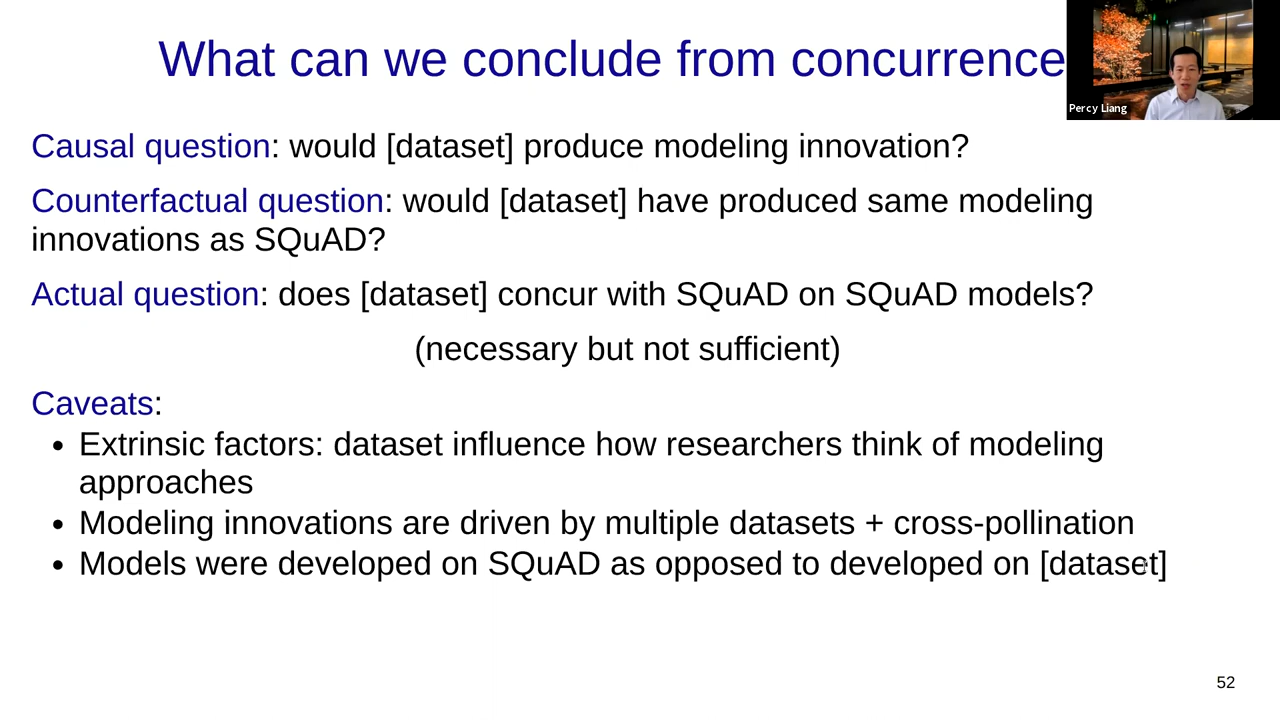 What can we conclude from concurrence
Percy Liang
Causal question: would [dataset] produce modeling innovation?
Counterfactual question: would [dataset] have produced same modeling
innovations as SQuAD?
Actual question: does [dataset] concur with SQuAD on SQuAD models?
(necessary but not sufficient)
Caveats:
• Extrinsic factors: dataset influence how researchers think of modeling
approaches
• Modeling innovations are driven by multiple datasets + cross-pollination
• Models were developed on SQuAD as opposed to developed on [dataset]
52